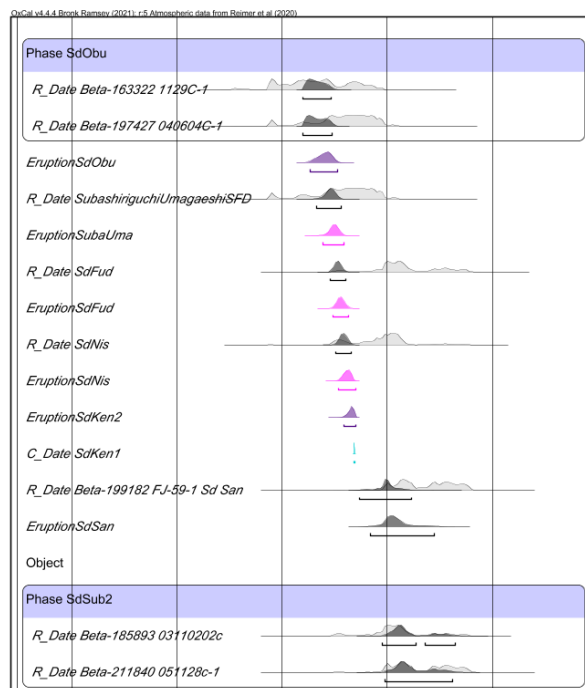 OxCal v4.4.4 Bronk Ramsey (2021); r:5 Atmospheric data from Reimer et al (2020)
Phase SdObu
R_Date Beta-163322 1129C-1
R_Date Beta-197427 040604C-1
EruptionSdObu
R_Date SubashiriguchiUmagaeshiSFD
EruptionSubaUma
R_Date SdFud
EruptionSdFud
R_Date SdNis
EruptionSdNis
EruptionSdKen2
C_Date SdKen1
R_Date Beta-199182 FJ-59-1 Sd San
EruptionSdSan
Object
Phase SdSub2
R_Date Beta-185893 03110202c
R_Date Beta-211840 051128c-1